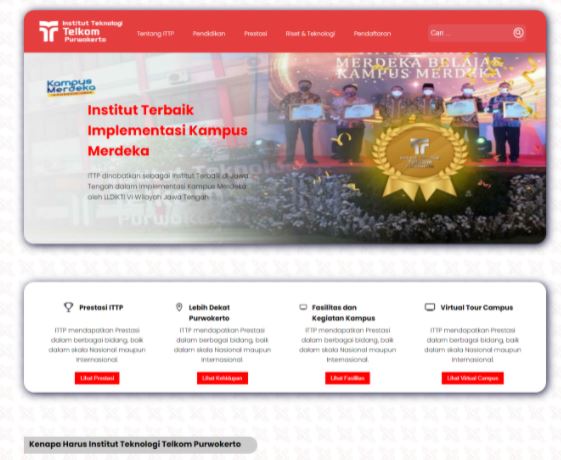 Institut Teknologi
Telkom
Purwokerto
Tentang ITTP
Pendidikan
Prestasi
Riset & Teknologi
Pendaftaran
Cari ...
MERDEKA BELAJAR
KAMPUS MERDEKA
Kampus
Merdeka
Institut Terbaik
Implementasi Kampus
Merdeka
ITTP dinobatkan sebagai Institut Terbaik di Jawa
Tengah dalam Implementasi Kampus Merdeka
oleh LLDIKTI VI Wilayah Jawa Tengah
Prestasi ITTP
ITTP mendapatkan Prestasi
dalam berbagai bidang, baik
dalam skala Nasional maupun
Internasional.
Lihat Prestasi
Lebih Dekat
Purwokerto
ITTP mendapatkan Prestasi
dalam berbagai bidang, baik
dalam skala Nasional maupun
Internasional.
Lihat Kehidupan
Fasilitas dan
Kegiatan Kampus
ITTP mendapatkan Prestasi
dalam berbagai bidang, baik
dalam skala Nasional maupun
Internasional.
Lihat Fasilitas
Virtual Tour Campus
ITTP mendapatkan Prestasi
dalam berbagai bidang, baik
dalam skala Nasional maupun
Internasional.
Lihat Virtual Campus
Kenapa Harus Institut Teknologi Telkom Purwokerto